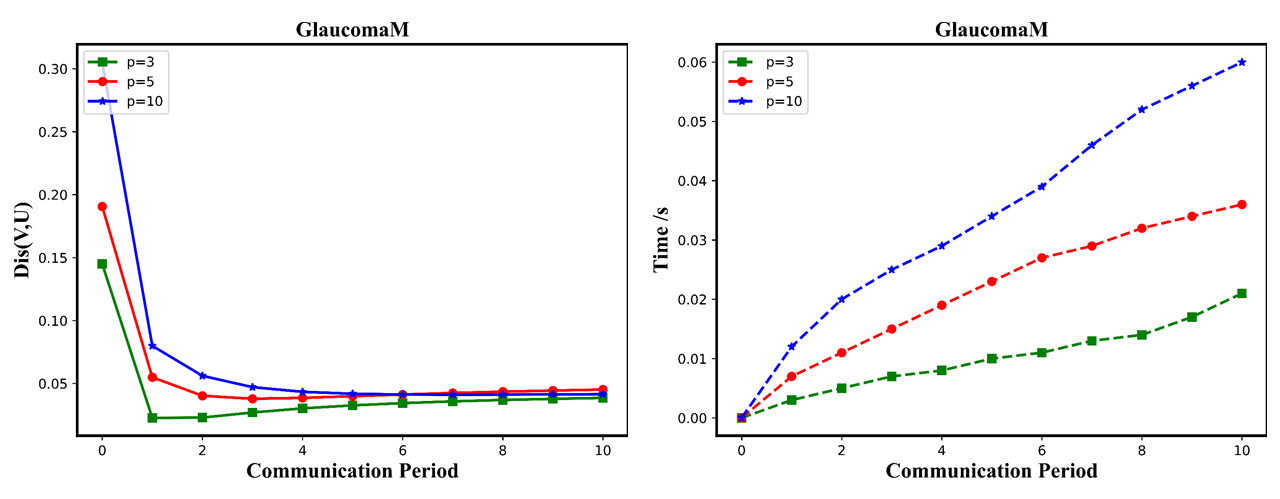 GlaucomaM
p=3
p=5
p=10
0.30
0.25
0.20
0.15
0.10
0.05
Dis(V,U)
0 2 4 6 8 10
Communication Period
GlaucomaM
p=3
p=5
p=10
0.06
0.05
0.04
0.03
0.02
0.01
0.00
Time /s
0 2 4 6 8 10
Communication Period